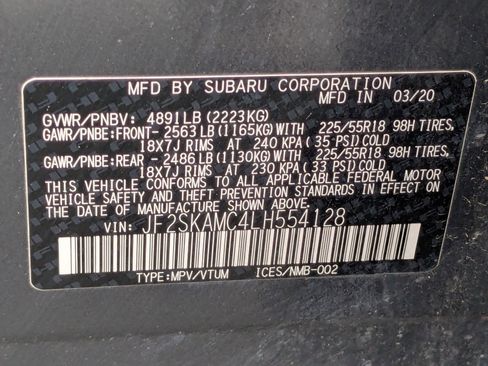 MFD BY SUBARU CORPORATION
MFD IN 03/20
GVWR/PNBV: 4891LB (2223KG)
GAWR/PNBE:FRONT- 2563LB (1165KG)WITH 225/55R18 98H TIRES,
18X7J RIMS AT 240 KPA (35 PSI) COLD
GAWR/PNBE:REAR -2486LB (1130KG)WITH 225/55R18 98H TIRES,
18X7J RIMS AT 230 KPA (33 PSI)COLD
THIS VEHICLE CONFORMS TO ALL APPLICABLE FEDERAL MOTOR
VEHICLE SAFETY AND THEFT PREVENTION STANDARDS IN EFFECT
ON THE DATE OF MANUFACTURE SHOWN ABOVE.
VIN: JF2SKAMC4LH554128
TYPE:MPV/VTUM ICES/NMB-002